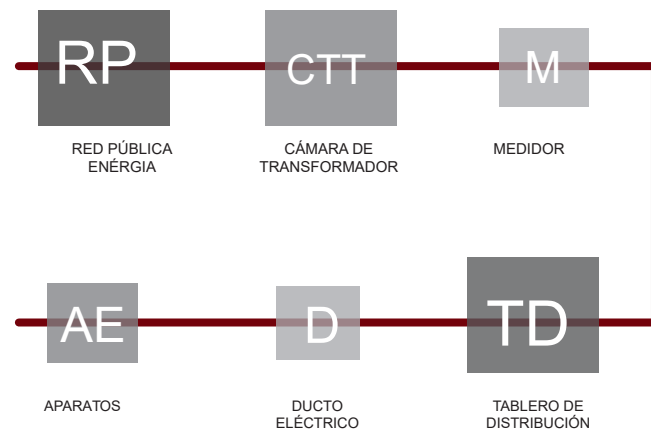 RP
CTT
M
RED PÚBLICA
ENÉRGIA
CÁMARA DE
TRANSFORMADOR
MEDIDOR
AE
D
TD
APARATOS
DUCTO
ELÉCTRICO
TABLERO DE
DISTRIBUCIÓN